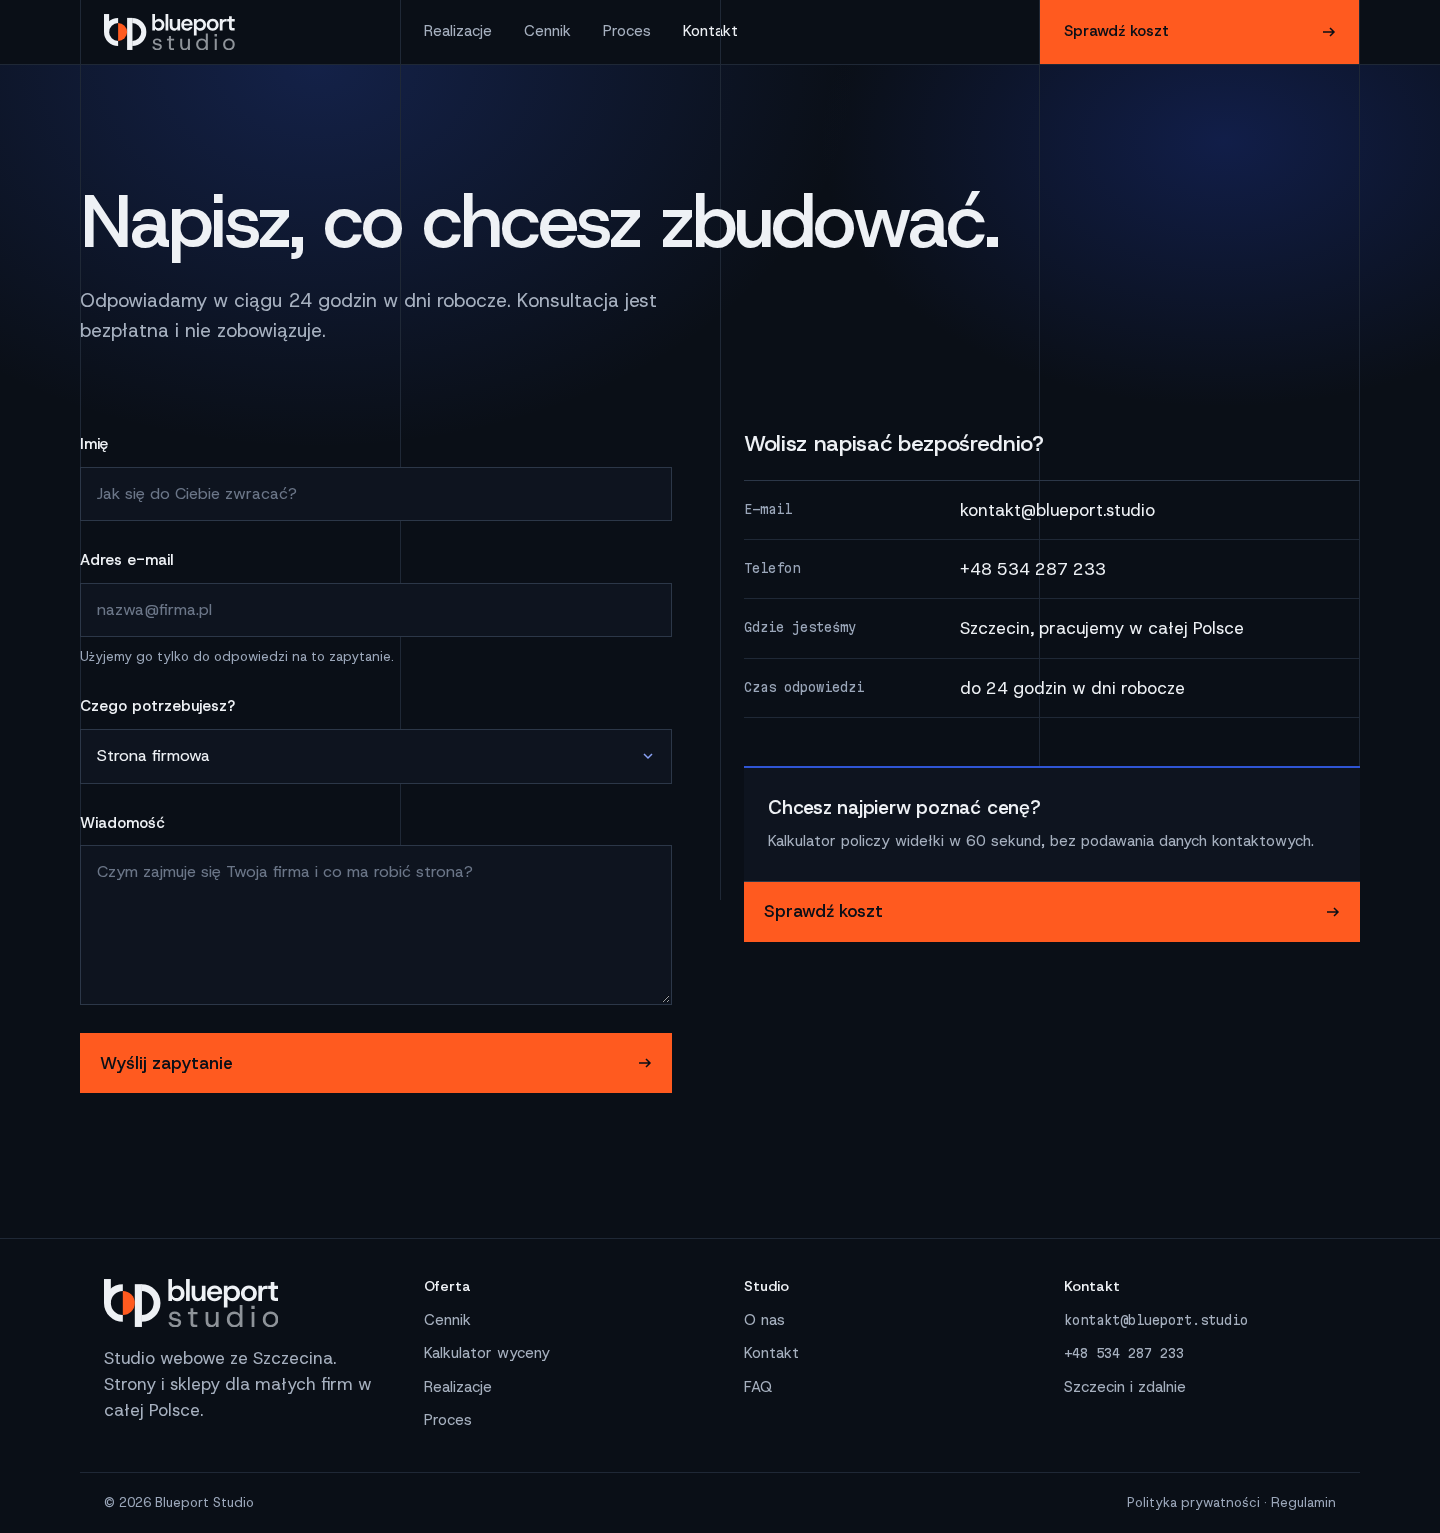 blueport
studio
Realizacje
Cennik
Proces
Kontakt
Sprawdź koszt
Napisz, co chcesz zbudować.
Odpowiadamy w ciągu 24 godzin w dni robocze. Konsultacja jest
bezpłatna i nie zobowiązuje.
Imię
Jak się do Ciebie zwracać?
Adres e-mail
nazwa@firma.pl
Użyjemy go tylko do odpowiedzi na to zapytanie.
Czego potrzebujesz?
Strona firmowa
Wiadomość
Czym zajmuje się Twoja firma i co ma robić strona?
Wyślij zapytanie
Wolisz napisać bezpośrednio?
E-mail
kontakt@blueport.studio
Telefon
+48 534 287 233
Gdzie jesteśmy
Szczecin, pracujemy w całej Polsce
Czas odpowiedzi
do 24 godzin w dni robocze
Chcesz najpierw poznać cenę?
Kalkulator policzy widełki w 60 sekund, bez podawania danych kontaktowych.
Sprawdź koszt
blueport
studio
Studio webowe ze Szczecina.
Strony i sklepy dla małych firm w
całej Polsce.
Oferta
Cennik
Kalkulator wyceny
Realizacje
Proces
Studio
O nas
Kontakt
FAQ
Kontakt
kontakt@blueport.studio
+48 534 287 233
Szczecin i zdalnie
© 2026 Blueport Studio
Polityka prywatności · Regulamin